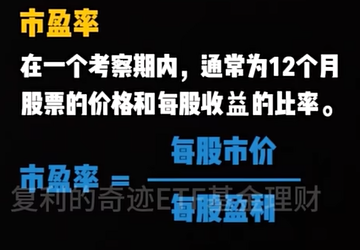 市盈率
在一个考察期内，通常为12个月
股票的价格和每股收益的比率。
每股市价
市盈率 =
每股盈利
复利的奇迹ETF基金理财